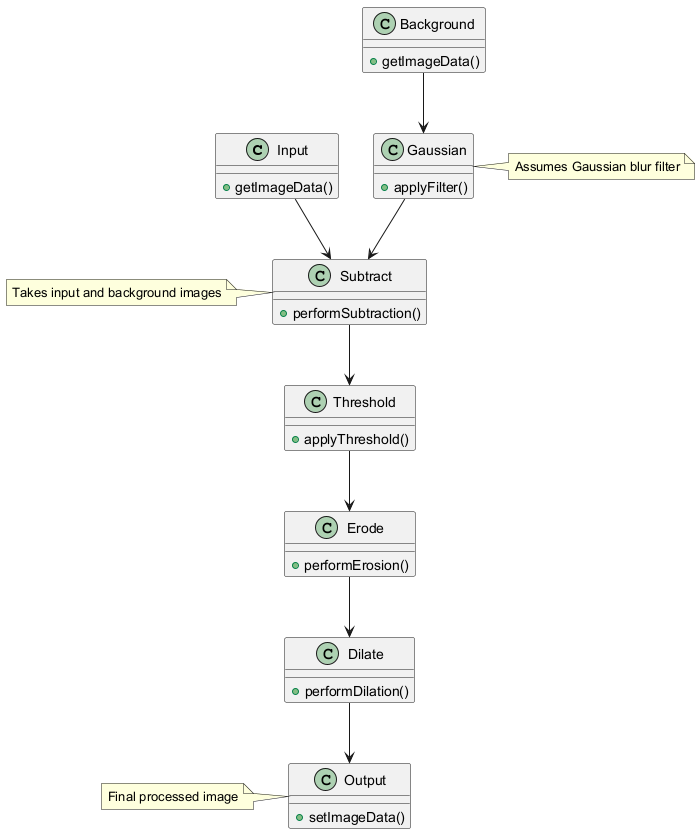 C Background
+ getImageData()
C Input
+ getImageData()
C Gaussian
+ applyFilter()
Assumes Gaussian blur filter
Takes input and background images
C Subtract
+ performSubtraction()
C Threshold
+ applyThreshold()
C Erode
+ performErosion()
C Dilate
+ performDilation()
Final processed image
C Output
+ setImageData()